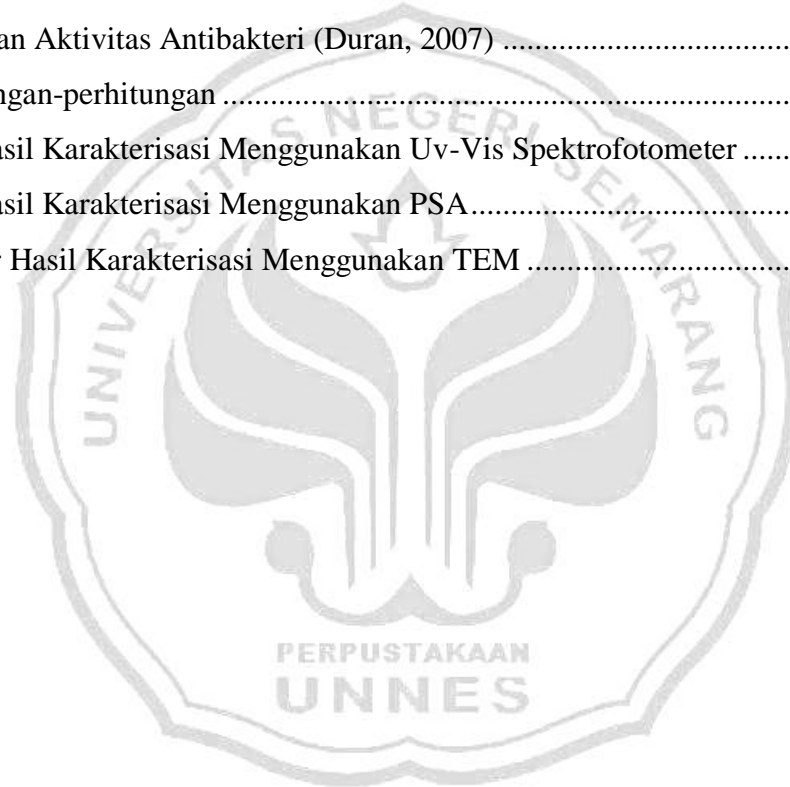 an Aktivitas Antibakteri (Duran, 2007) ....................................
ngan-perhitungan ........................................................................
asil Karakterisasi Menggunakan Uv-Vis Spektrofotometer ......
asil Karakterisasi Menggunakan PSA........................................
r Hasil Karakterisasi Menggunakan TEM .................................
UNIVERSITAS NEGERI SEMARANG
PERPUSTAKAAN
UNNES